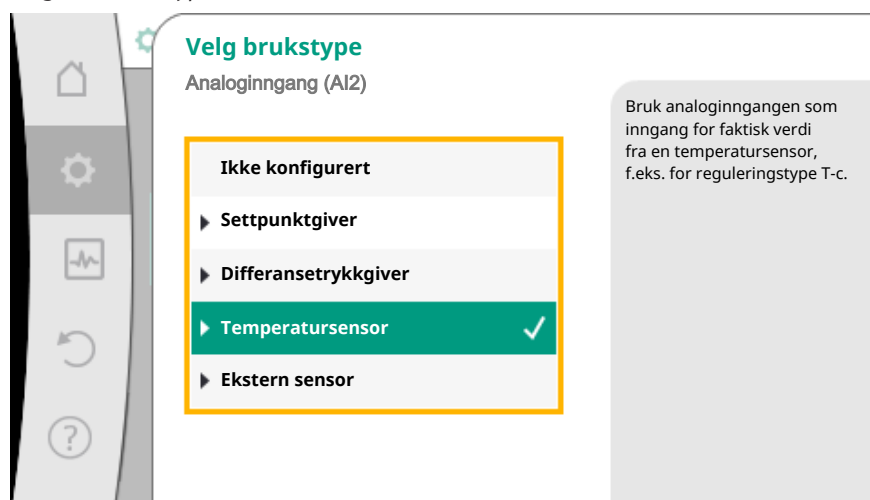 Velg brukstype
Analoginngang (AI2)
Bruk analoginngangen som
inngang for faktisk verdi
fra en temperatursensor,
f.eks. for reguleringstype T-c.
Ikke konfigurert
Settpunktgiver
Differansetrykkgiver
Temperatursensor
Ekstern sensor
?